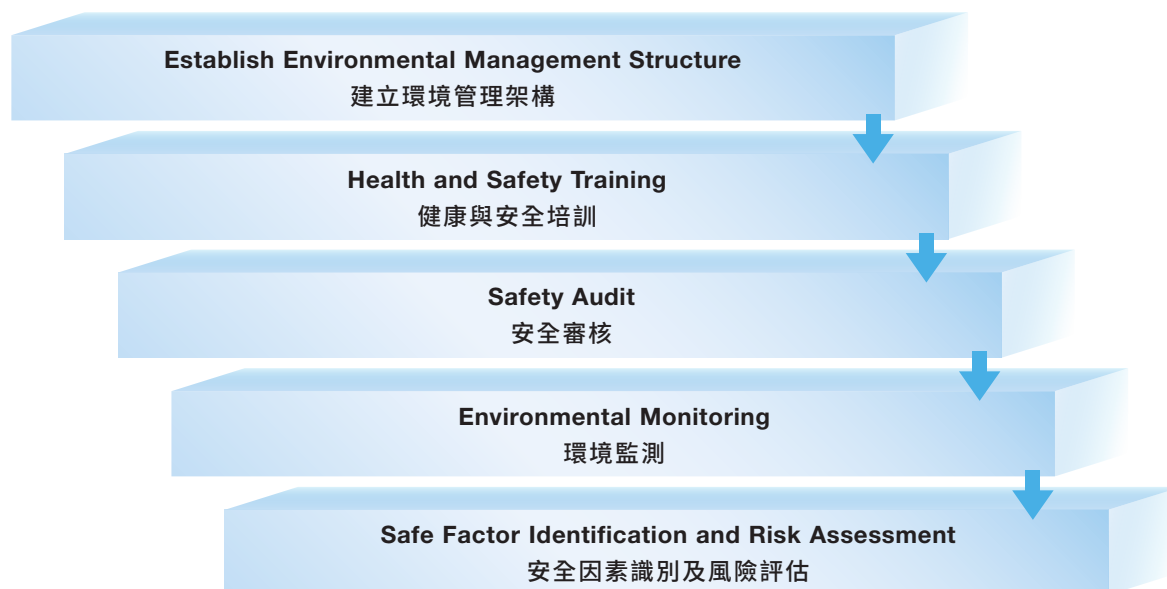 Establish Environmental Management Structure
建立環境管理架構
Health and Safety Training
健康與安全培訓
Safety Audit
安全審核
Environmental Monitoring
環境監測
Safe Factor Identification and Risk Assessment
安全因素識別及風險評估